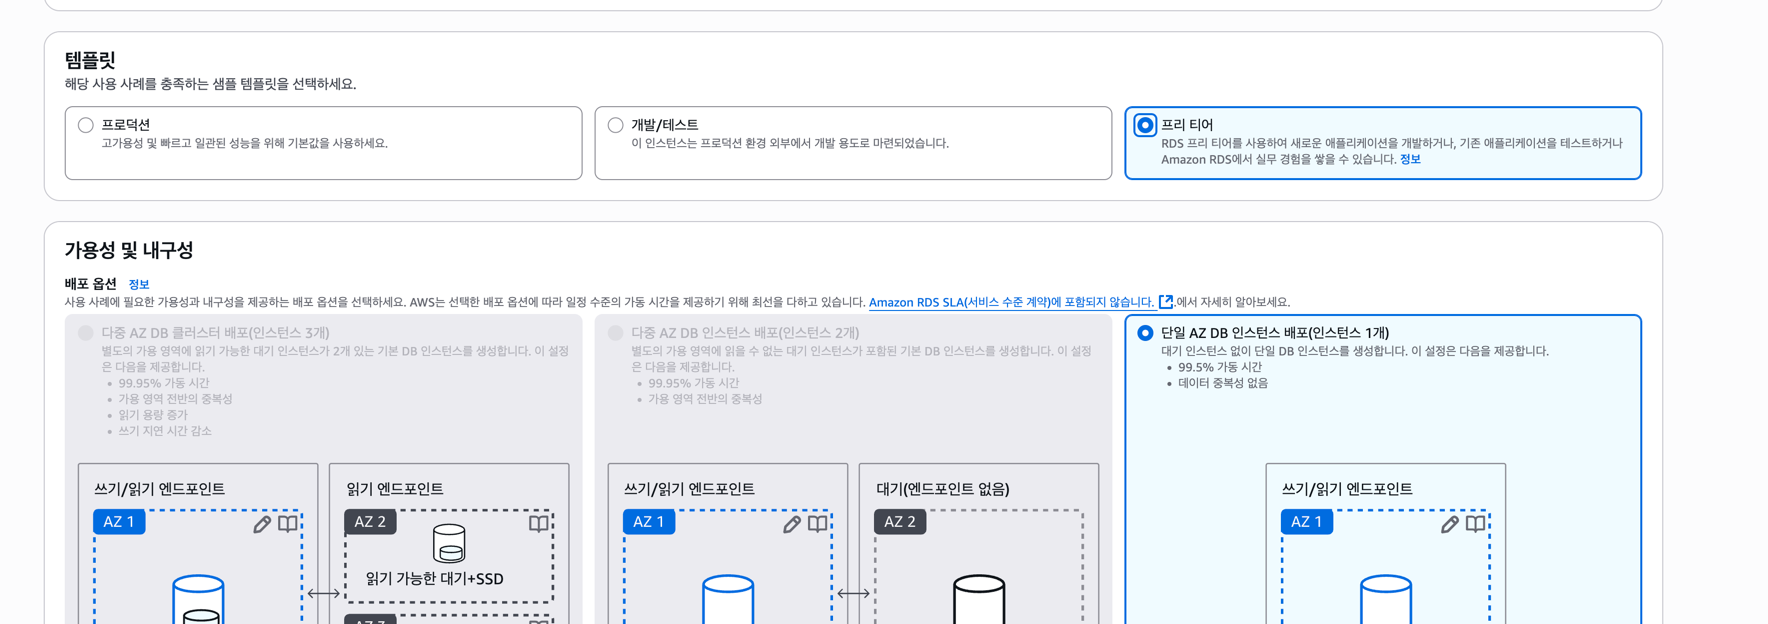 템플릿
해당 사용 사례를 충족하는 샘플 템플릿을 선택하세요.
프로덕션
고가용성 및 빠르고 일관된 성능을 위해 기본값을 사용하세요.
개발/테스트
이 인스턴스는 프로덕션 환경 외부에서 개발 용도로 마련되었습니다.
프리 티어
RDS 프리 티어를 사용하여 새로운 애플리케이션을 개발하거나, 기존 애플리케이션을 테스트하거나
Amazon RDS에서 실무 경험을 쌓을 수 있습니다. 정보
가용성 및 내구성
배포 옵션 정보
사용 사례에 필요한 가용성과 내구성을 제공하는 배포 옵션을 선택하세요. AWS는 선택한 배포 옵션에 따라 일정 수준의 가동 시간을 제공하기 위해 최선을 다하고 있습니다. Amazon RDS SLA(서비스 수준 계약)에 포함되지 않습니다. .에서 자세히 알아보세요.
다중 AZ DB 클러스터 배포(인스턴스 3개)
별도의 가용 영역에 읽기 가능한 대기 인스턴스가 2개 있는 기본 DB 인스턴스를 생성합니다. 이 설정
은 다음을 제공합니다.
• 99.95% 가동 시간
• 가용 영역 전반의 중복성
• 읽기 용량 증가
• 쓰기 지연 시간 감소
쓰기/읽기 엔드포인트
AZ 1
읽기 엔드포인트
AZ 2
읽기 가능한 대기+SSD
AZ 3
다중 AZ DB 인스턴스 배포(인스턴스 2개)
별도의 가용 영역에 읽을 수 없는 대기 인스턴스가 포함된 기본 DB 인스턴스를 생성합니다. 이 설정
은 다음을 제공합니다.
• 99.95% 가동 시간
• 가용 영역 전반의 중복성
쓰기/읽기 엔드포인트
AZ 1
대기(엔드포인트 없음)
AZ 2
단일 AZ DB 인스턴스 배포(인스턴스 1개)
대기 인스턴스 없이 단일 DB 인스턴스를 생성합니다. 이 설정은 다음을 제공합니다.
• 99.5% 가동 시간
• 데이터 중복성 없음
쓰기/읽기 엔드포인트
AZ 1